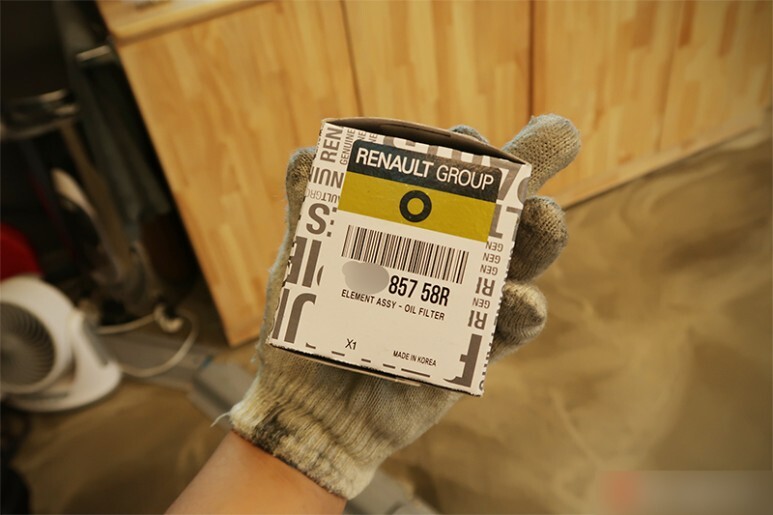 RENAULT GROUP
857 58R
ELEMENT ASSY - OIL FILTER
X1
MADE IN KOREA